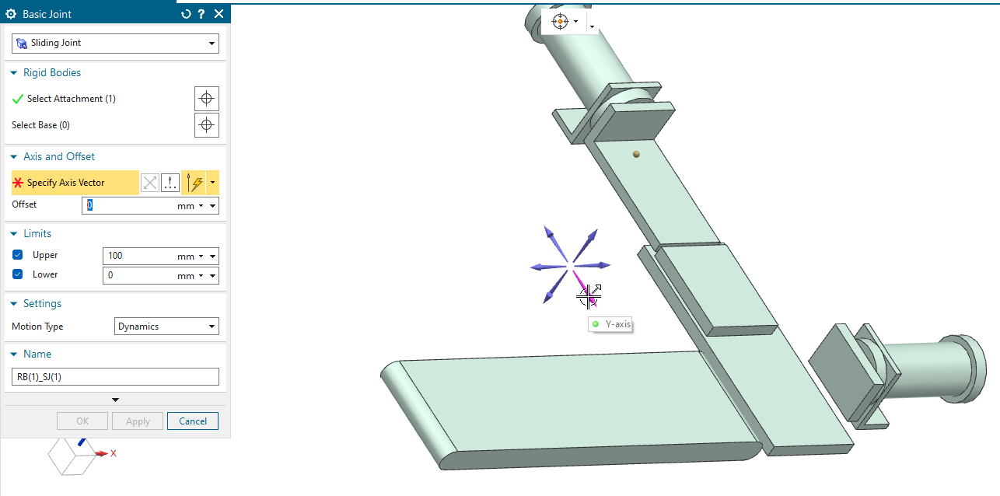 Basic Joint
?
Sliding Joint
Rigid Bodies
Select Attachment (1)
Select Base (0)
Axis and Offset
Specify Axis Vector
Offset 0 mm
Limits
Upper 100 mm
Lower 0 mm
Settings
Motion Type Dynamics
Name
RB(1)_SJ(1)
OK Apply Cancel
Y-axis
X